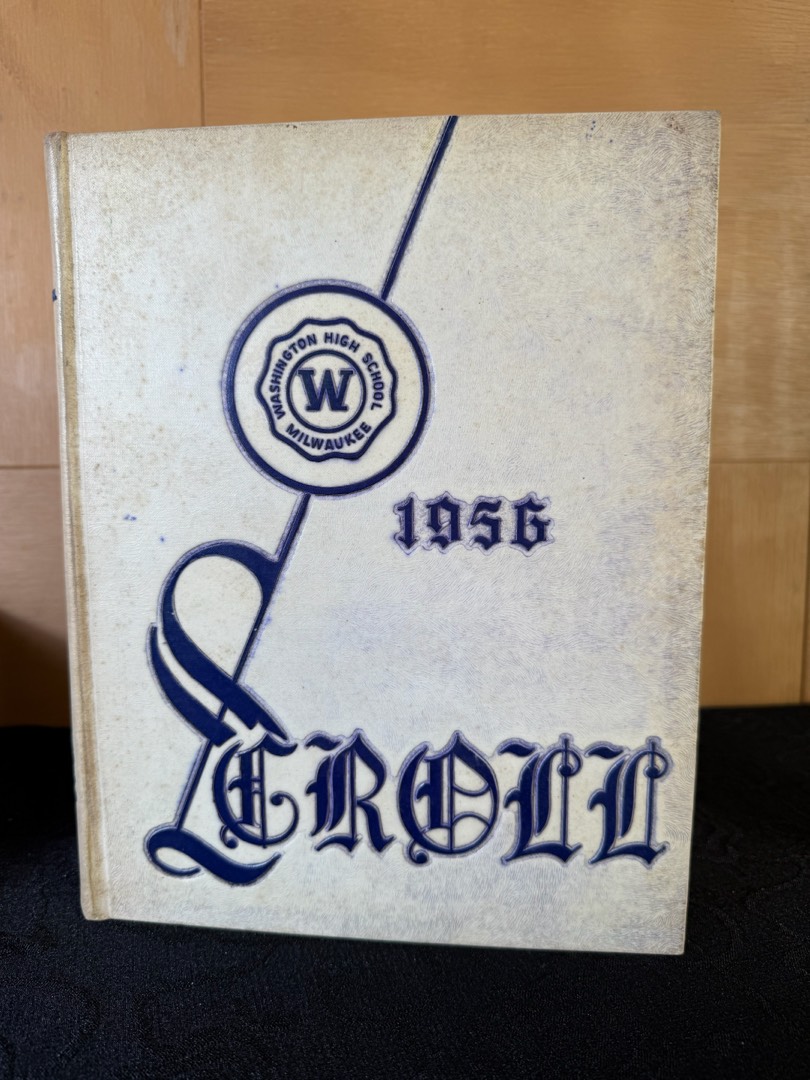 WASHINGTON HIGH SCHOOL
W
MILWAUKEE
1956
SCROLL